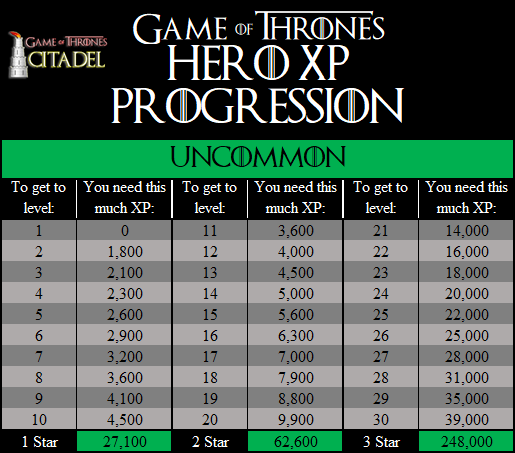 GAME OF THRONES
CITADEL
GAME OF THRONES
HERO XP
PROGRESSION
UNCOMMON
To get to level: You need this much XP: To get to level: You need this much XP: To get to level: You need this much XP:
1 0 11 3,600 21 14,000
2 1,800 12 4,000 22 16,000
3 2,100 13 4,500 23 18,000
4 2,300 14 5,000 24 20,000
5 2,600 15 5,600 25 22,000
6 2,900 16 6,300 26 25,000
7 3,200 17 7,000 27 28,000
8 3,600 18 7,900 28 31,000
9 4,100 19 8,800 29 35,000
10 4,500 20 9,900 30 39,000
1 Star 27,100 2 Star 62,600 3 Star 248,000